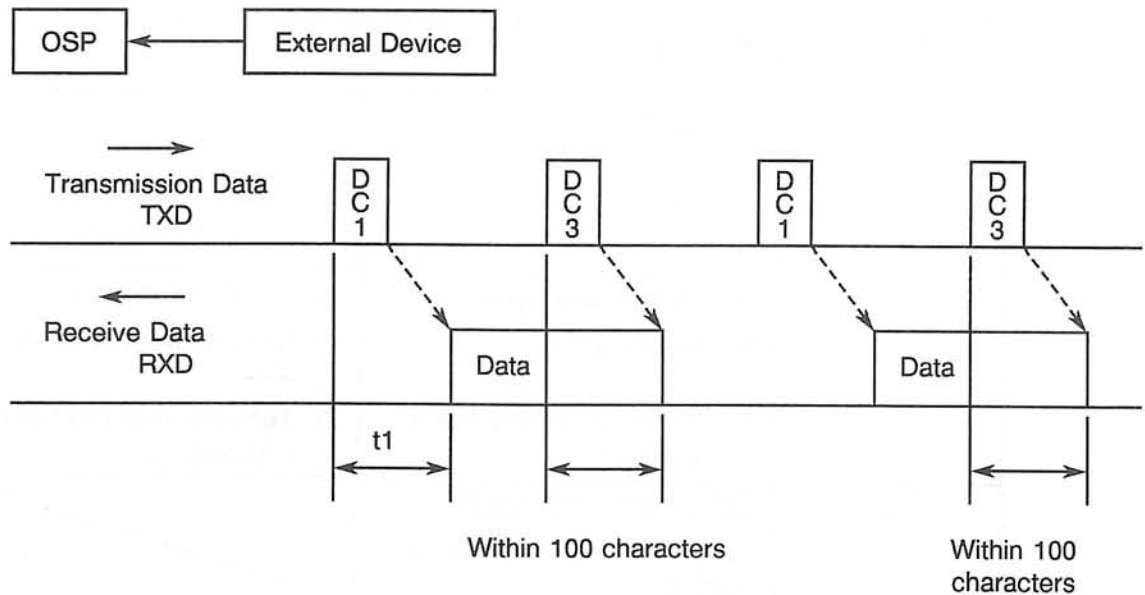 OSP
External Device
Transmission Data
TXD
D
C
1
D
C
3
D
C
1
D
C
3
Receive Data
RXD
Data
Data
t1
Within 100 characters
Within 100
characters